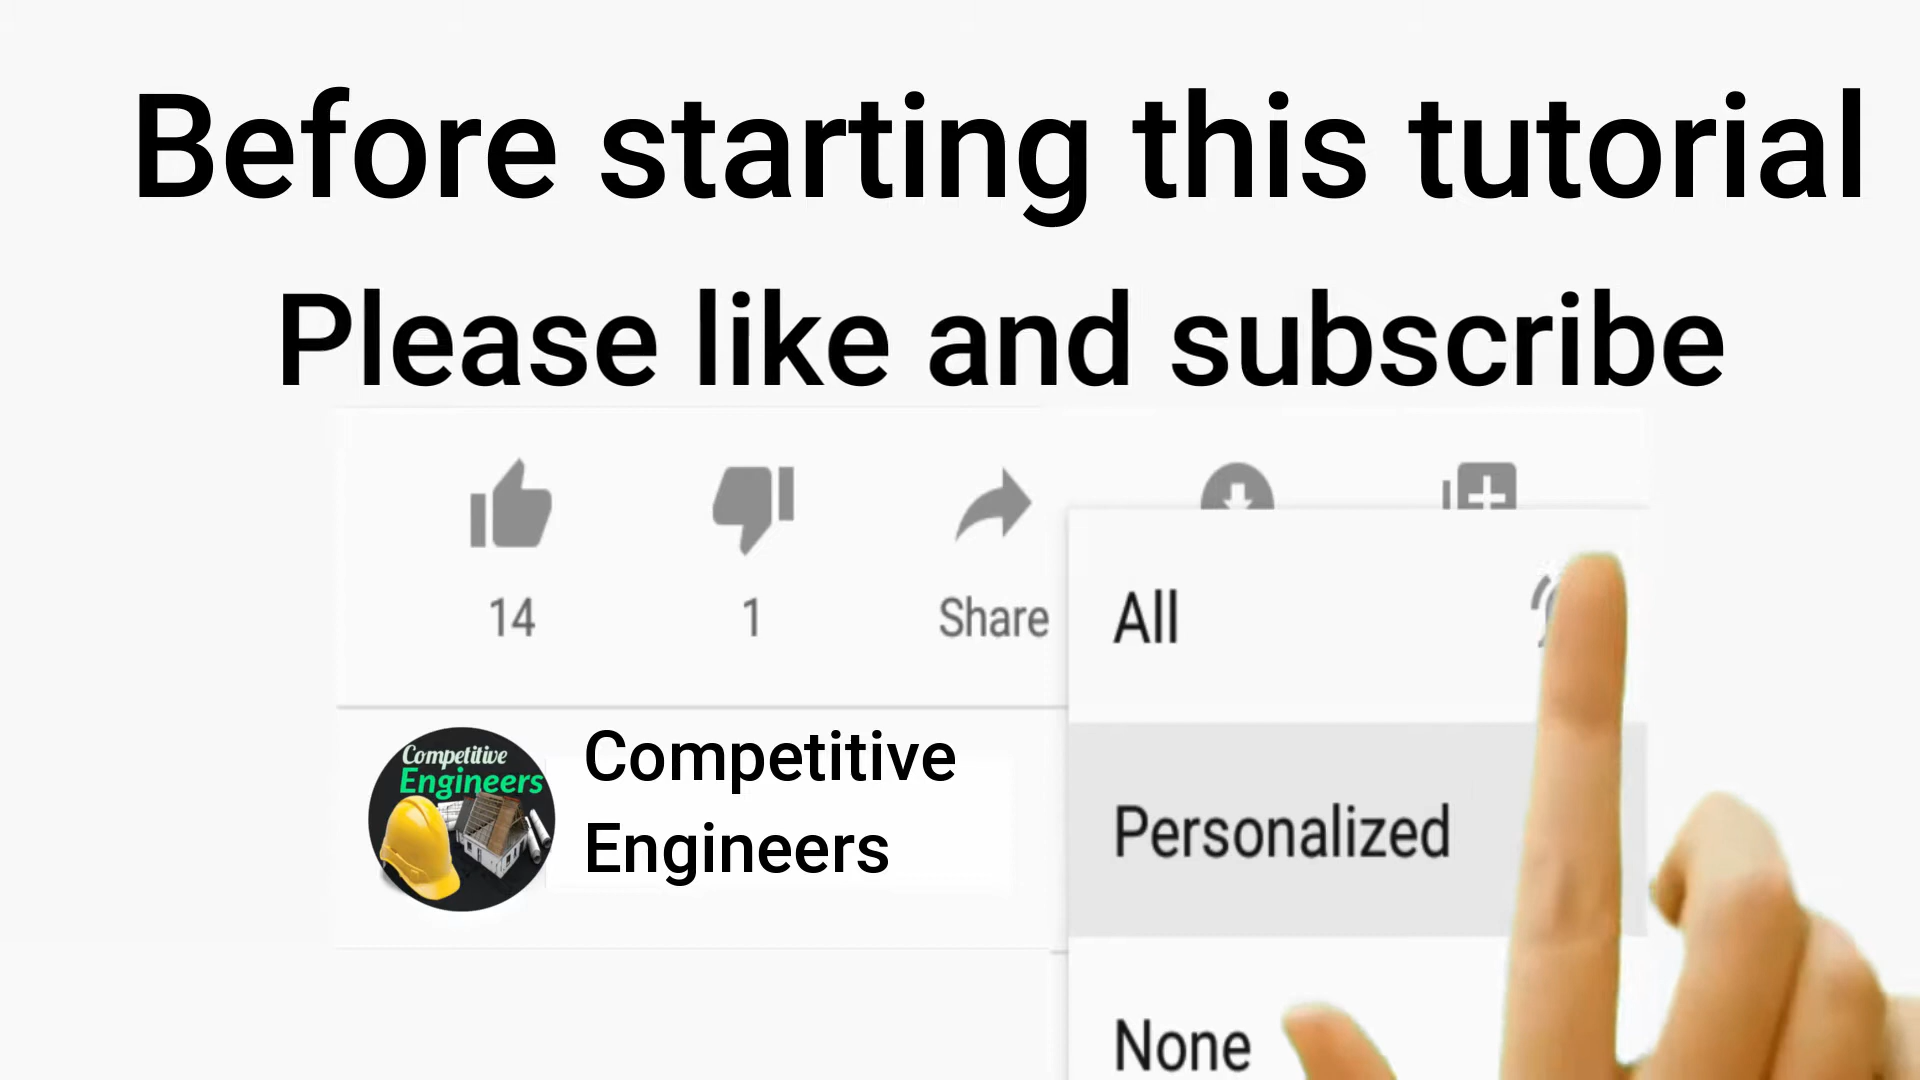 Before starting this tutorial
Please like and subscribe
14
1
Share
All
Competitive
Engineers
Competitive
Engineers
Personalized
None